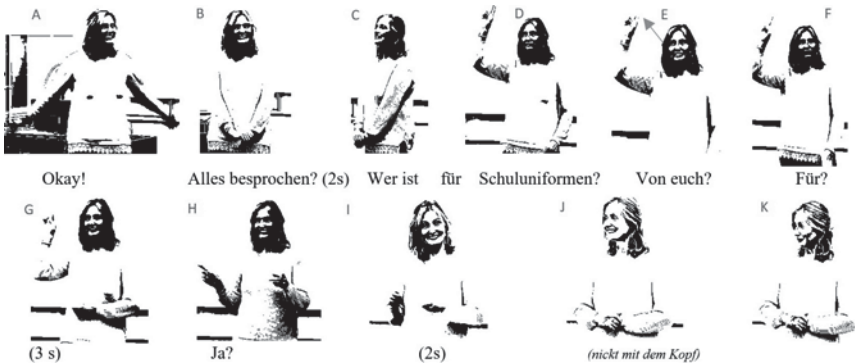 A B C D E F
Okay! Alles besprochen? (2s) Wer ist für Schuluniformen? Von euch? Für?
G H I J K
(3 s) Ja? (2s) (nickt mit dem Kopf)